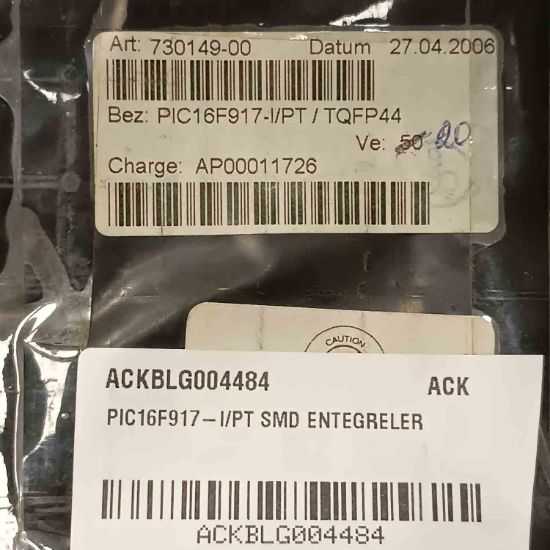 Art: 730149-00 Datum 27.04.2006
Bez: PIC16F917-I/PT / TQFP44
Ve: 50 20
Charge: AP00011726
CAUTION
ACKBLG004484 ACK
PIC16F917-I/PT SMD ENTEGRELER
ACKBLG004484